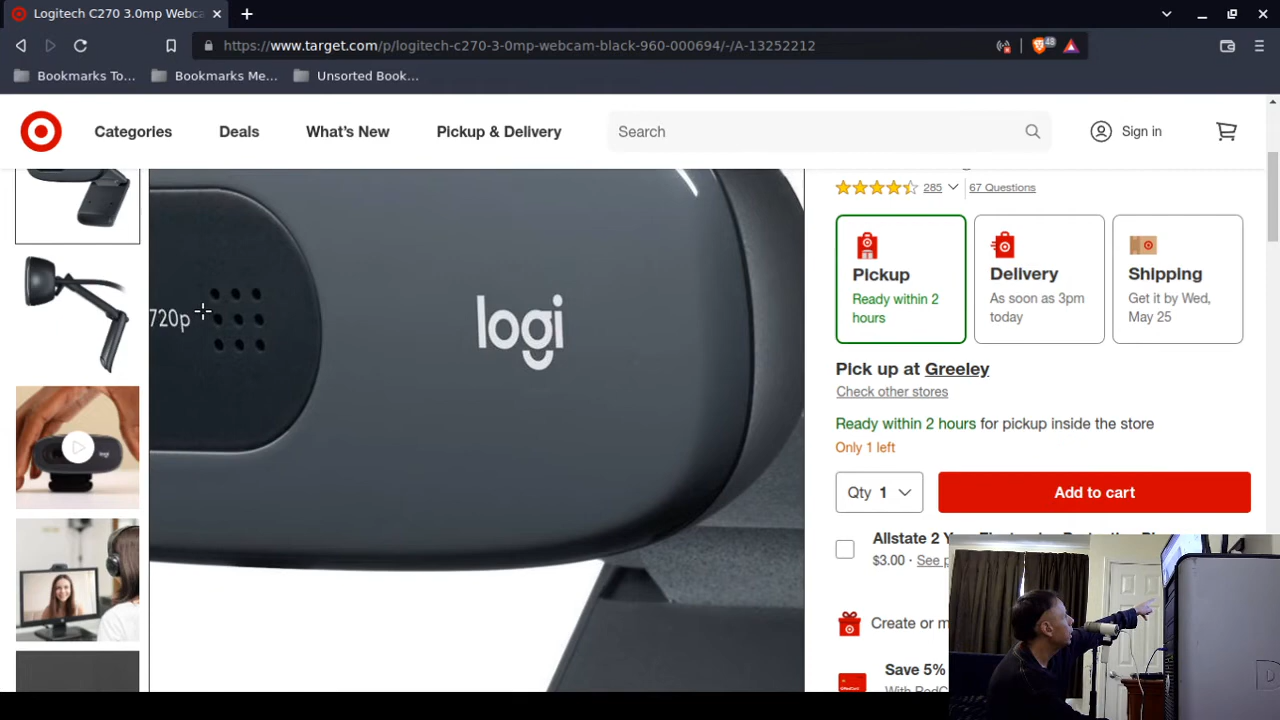 Logitech C270 3.0mp Webca
https://www.target.com/p/logitech-c270-3-0mp-webcam-black-960-000694/-/A-13252212
48
Bookmarks To...
Bookmarks Me...
Unsorted Book...
Categories
Deals
What's New
Pickup & Delivery
Search
Sign in
720p
logi
logi
285
67 Questions
Pickup
Ready within 2
hours
Delivery
As soon as 3pm
today
Shipping
Get it by Wed,
May 25
Pick up at Greeley
Check other stores
Ready within 2 hours for pickup inside the store
Only 1 left
Qty 1
Add to cart
Allstate 2
$3.00 · See
Create or m
Save 5%